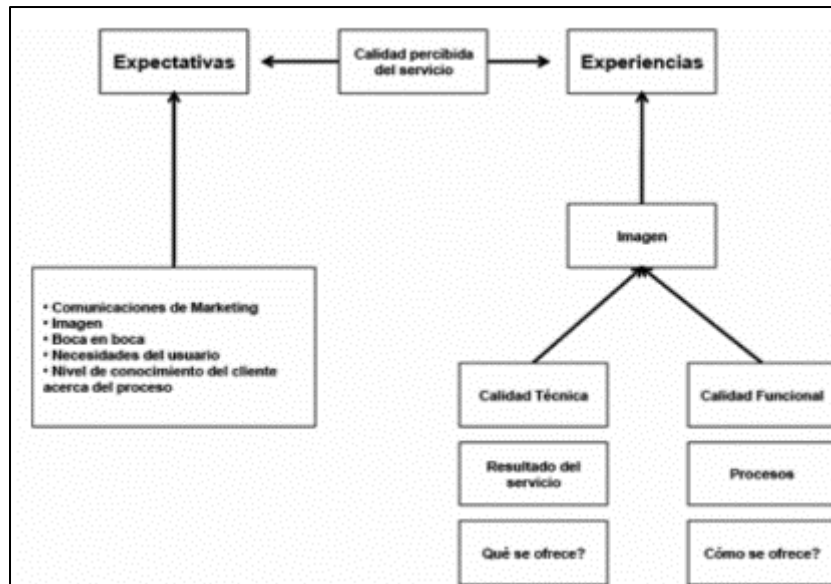 Expectativas
Calidad percibida
del servicio
Experiencias
Imagen
• Comunicaciones de Marketing
• Imagen
• Boca en boca
• Necesidades del usuario
• Nivel de conocimiento del cliente
acerca del proceso
Calidad Técnica
Calidad Funcional
Resultado del
servicio
Procesos
Qué se ofrece?
Cómo se ofrece?